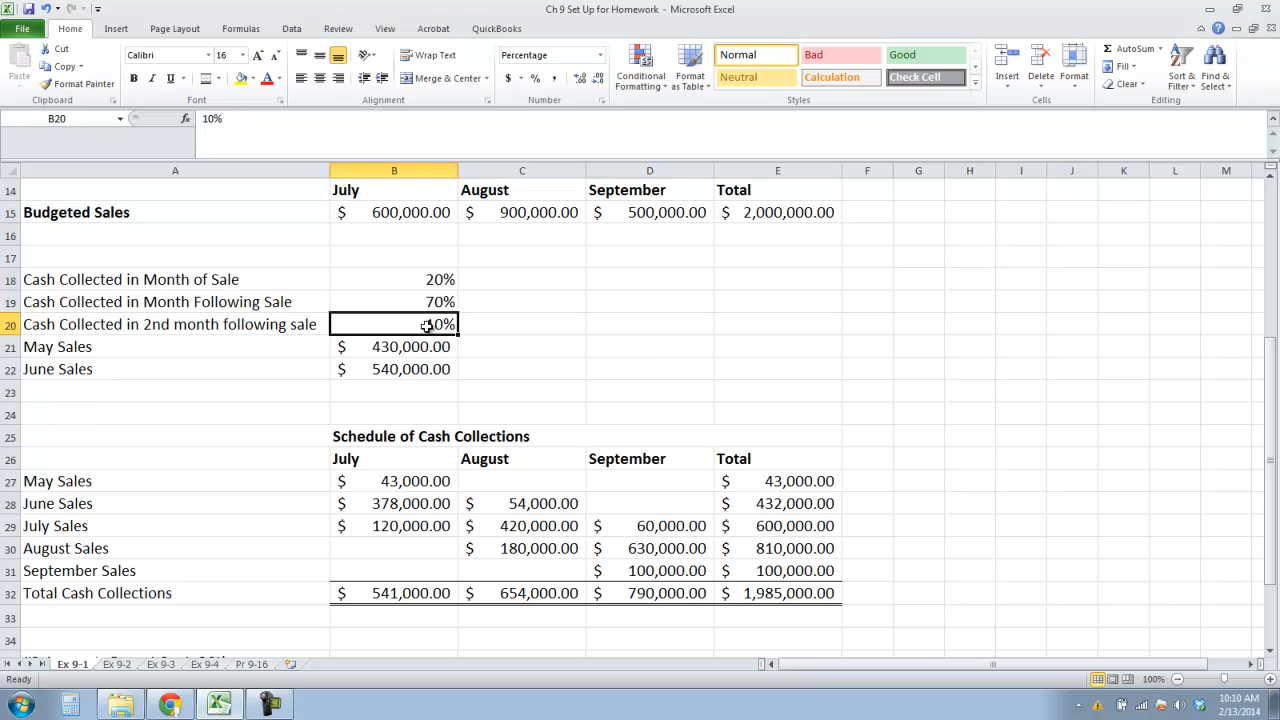 Ch 9 Set Up for Homework - Microsoft Excel
File Home Insert Page Layout Formulas Data Review View Acrobat QuickBooks
Paste Cut Copy Format Painter Clipboard
Calibri 16 A A B I U A Font
Wrap Text Merge & Center Alignment
Percentage $ % , Number
Conditional Formatting Format as Table Normal Bad Good Neutral Calculation Check Cell Styles
Insert Delete Format Cells
AutoSum Fill Clear Sort & Filter Find & Select Editing
B20 fx 10%
A B C D E F G H I J K L M
14 July August September Total
15 Budgeted Sales $ 600,000.00 $ 900,000.00 $ 500,000.00 $ 2,000,000.00
16
17
18 Cash Collected in Month of Sale 20%
19 Cash Collected in Month Following Sale 70%
20 Cash Collected in 2nd month following sale 10%
21 May Sales $ 430,000.00
22 June Sales $ 540,000.00
23
24
25 Schedule of Cash Collections
26 July August September Total
27 May Sales $ 43,000.00 $ 43,000.00
28 June Sales $ 378,000.00 $ 54,000.00 $ 432,000.00
29 July Sales $ 120,000.00 $ 420,000.00 $ 60,000.00 $ 600,000.00
30 August Sales $ 180,000.00 $ 630,000.00 $ 810,000.00
31 September Sales $ 100,000.00 $ 100,000.00
32 Total Cash Collections $ 541,000.00 $ 654,000.00 $ 790,000.00 $ 1,985,000.00
33
34
Ex 9-1 Ex 9-2 Ex 9-3 Ex 9-4 Pr 9-16
Ready 100%
10:10 AM
2/13/2014